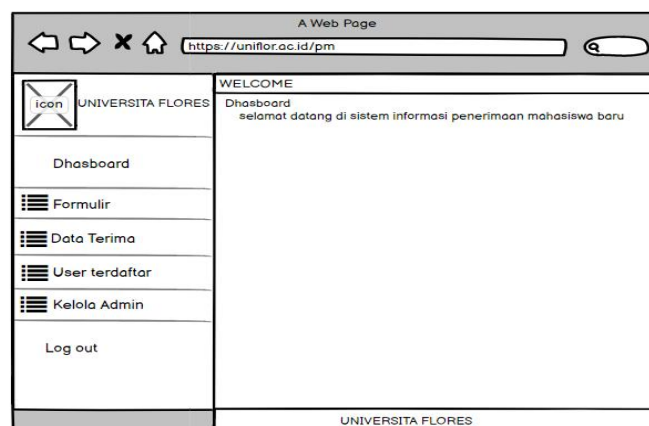 A Web Page
https://uniflor.ac.id/pm
icon
UNIVERSITA FLORES
WELCOME
Dhasboard
selamat datang di sistem informasi penerimaan mahasiswa baru
Dhasboard
Formulir
Data Terima
User terdaftar
Kelola Admin
Log out
UNIVERSITA FLORES